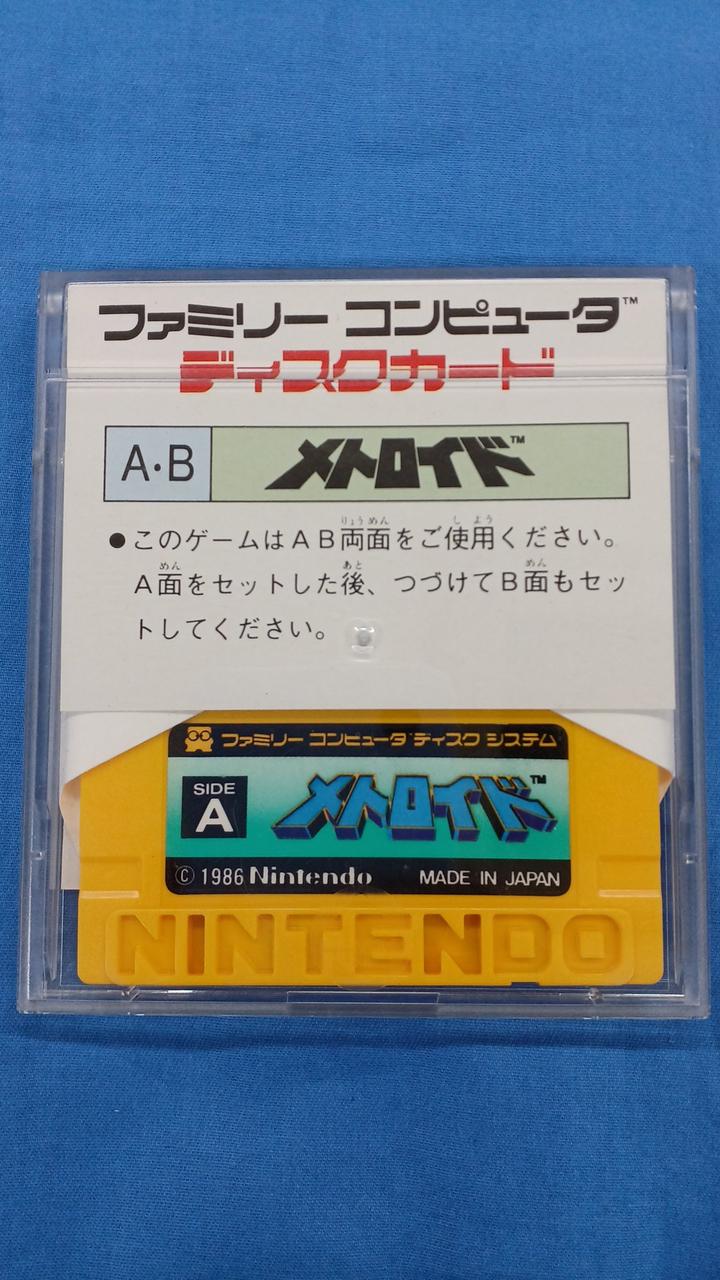 ファミリー コンピュータ™
ディスクカード
A・B メトロイド™
●このゲームはAB両面をご使用ください。
A面をセットした後、つづけてB面もセッ
トしてください。
ファミリー コンピュータ ディスク システム
SIDE
A
メトロイド™
© 1986 Nintendo MADE IN JAPAN
NINTENDO